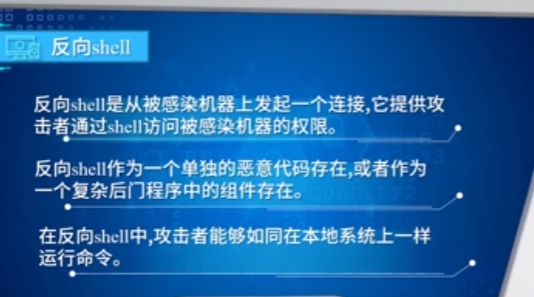 反向shell
反向shell是从被感染机器上发起一个连接,它提供攻
击者通过shell访问被感染机器的权限。
反向shell作为一个单独的恶意代码存在,或者作为
一个复杂后门程序中的组件存在。
在反向shell中,攻击者能够如同在本地系统上一样
运行命令。